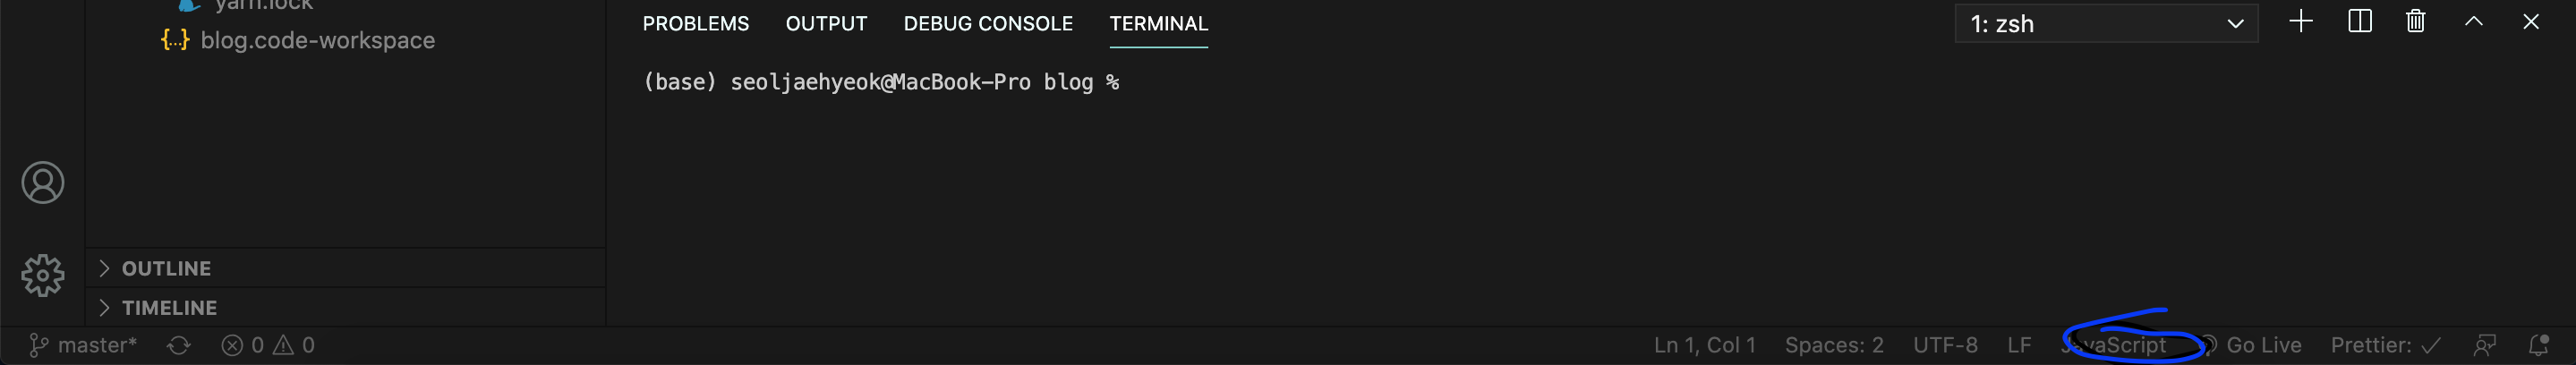 yarn.lock
{..} blog.code-workspace
PROBLEMS OUTPUT DEBUG CONSOLE TERMINAL
1: zsh
(base) seoljaehyeok@MacBook-Pro blog %
OUTLINE
TIMELINE
master* 0 0 Ln 1, Col 1 Spaces: 2 UTF-8 LF JavaScript Go Live Prettier: ✓